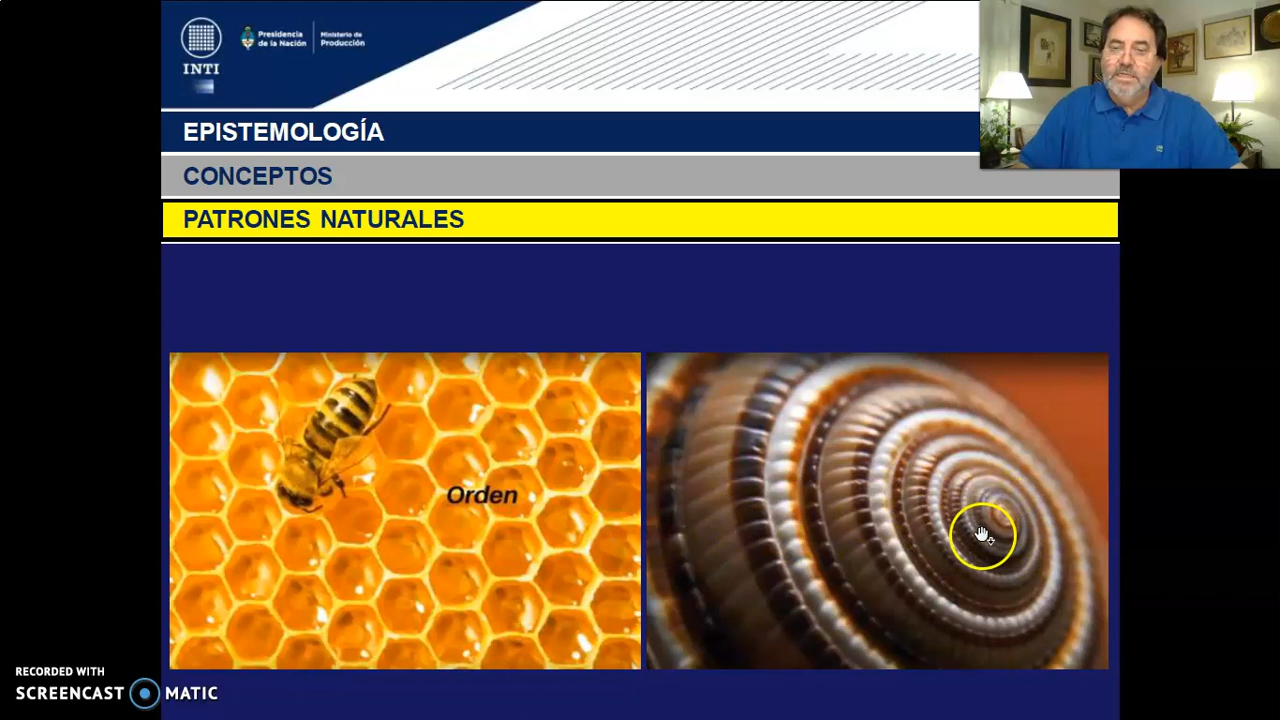 INTI
Presidencia
de la Nación
Ministerio de
Producción
EPISTEMOLOGÍA
CONCEPTOS
PATRONES NATURALES
Orden
RECORDED WITH
SCREENCAST MATIC